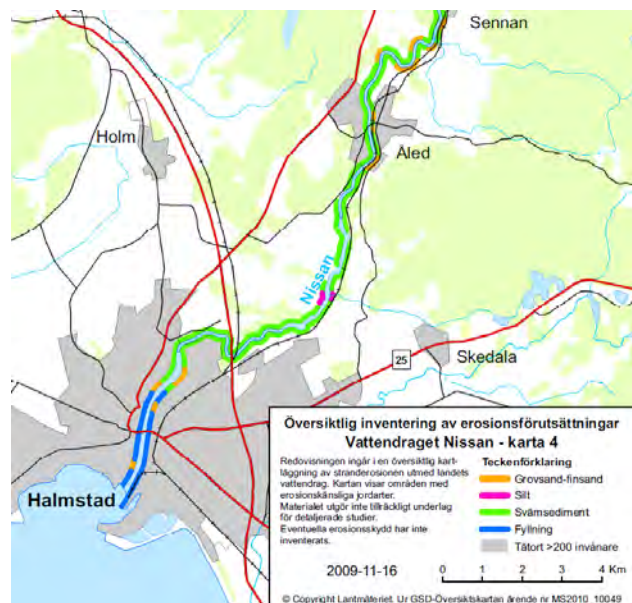 Sennan
Holm
Åled
Nissan
25
Skedala
Halmstad
Översiktlig inventering av erosionsförutsättningar
Vattendraget Nissan - karta 4
Redovisningen ingår i en översiktlig kart-
läggning av stranderosionen utmed landets
vattendrag. Kartan visar områden med
erosionskänsliga jordarter.
Materialet utgör inte tillräckligt underlag
för detaljerade studier.
Eventuella erosionsskydd har inte
inventerats.
Teckenförklaring
Grovsand-finsand
Silt
Svämsediment
Fyllning
Tätort >200 invånare
2009-11-16
0 1 2 3 4 Km
© Copyright Lantmäteriet. Ur GSD-Översiktskartan ärende nr MS2010_10049